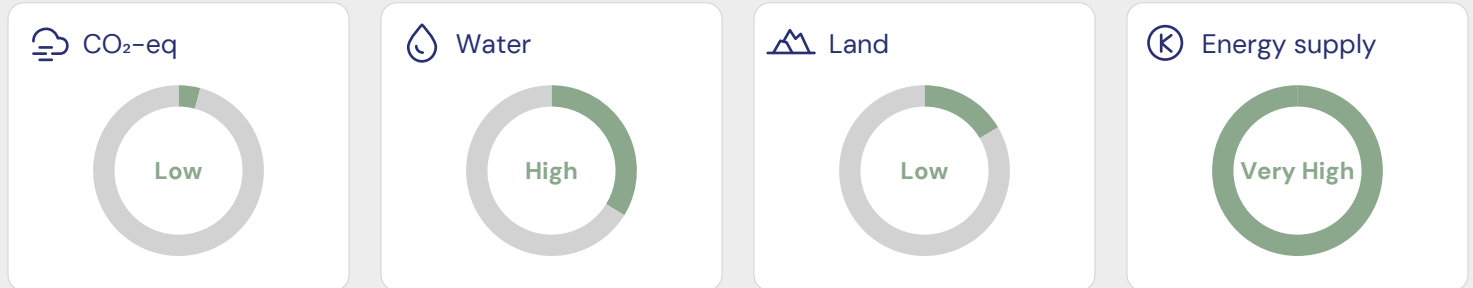 CO₂-eq
Low
Water
High
Land
Low
Energy supply
Very High